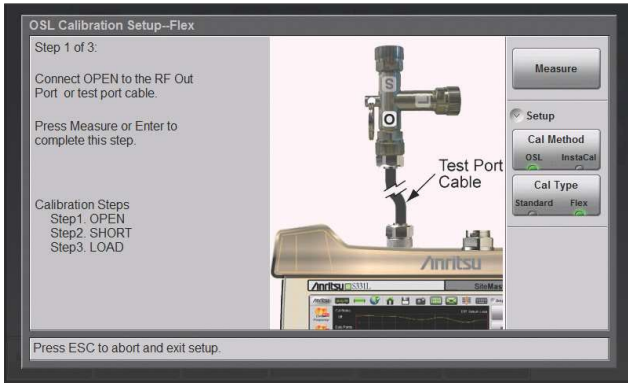 OSL Calibration Setup--Flex
Step 1 of 3:
Connect OPEN to the RF Out
Port or test port cable.
Press Measure or Enter to
complete this step.
Calibration Steps
Step1. OPEN
Step2. SHORT
Step3. LOAD
S
L
O
Test Port
Cable
Anritsu
Anritsu S331L
SiteMas
Measure
Setup
Cal Method
OSL InstaCal
Cal Type
Standard Flex
Press ESC to abort and exit setup.